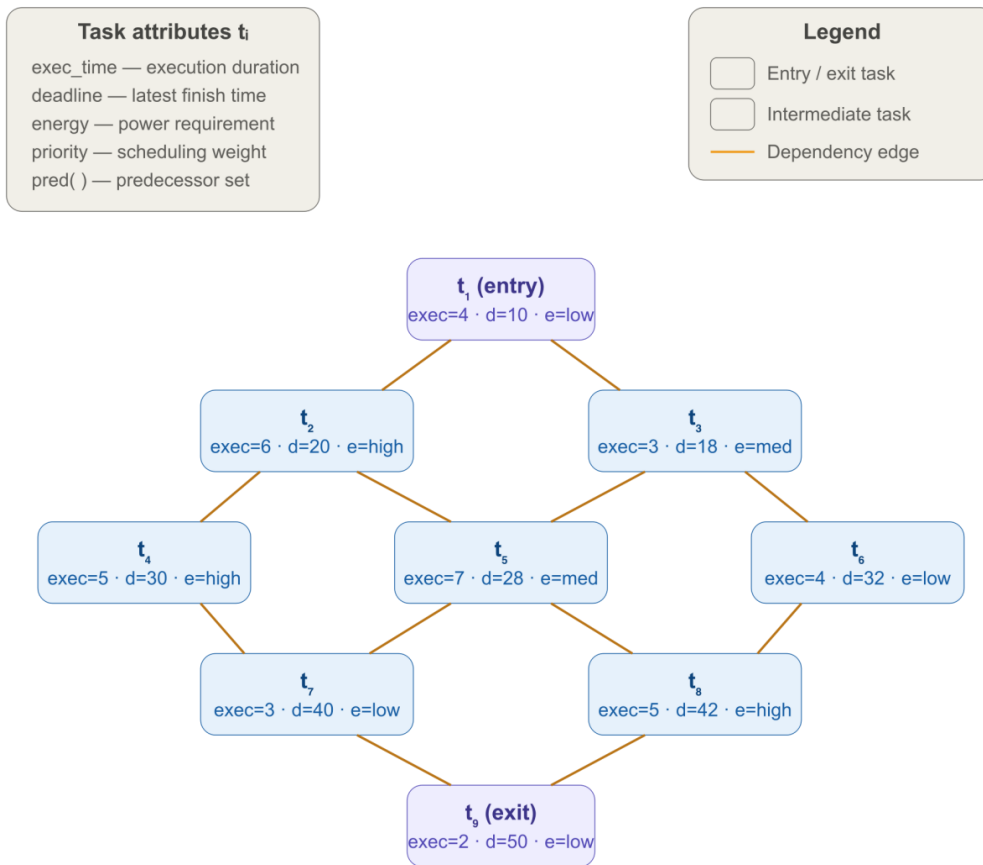 Task attributes tᵢ
exec_time — execution duration
deadline — latest finish time
energy — power requirement
priority — scheduling weight
pred( ) — predecessor set
Legend
Entry / exit task
Intermediate task
Dependency edge
t₁ (entry)
exec=4 · d=10 · e=low
t₂
exec=6 · d=20 · e=high
t₃
exec=3 · d=18 · e=med
t₄
exec=5 · d=30 · e=high
t₅
exec=7 · d=28 · e=med
t₆
exec=4 · d=32 · e=low
t₇
exec=3 · d=40 · e=low
t₈
exec=5 · d=42 · e=high
t₉ (exit)
exec=2 · d=50 · e=low